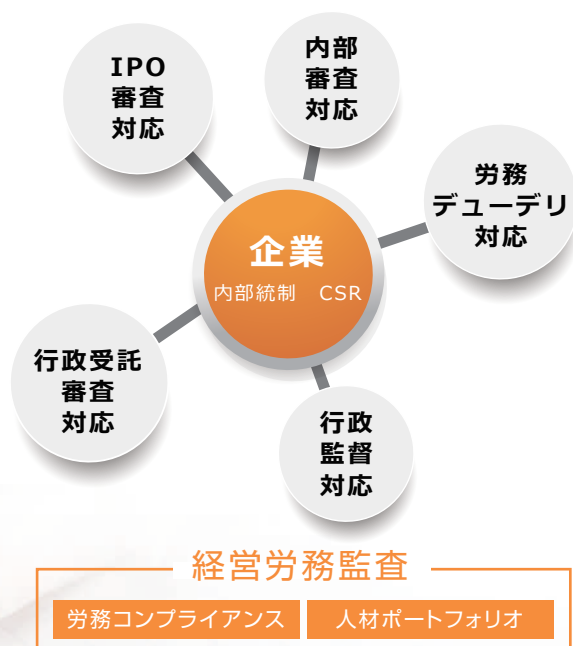 IPO
審査
対応
内部
審査
対応
労務
デューデリ
対応
企業
内部統制　CSR
行政受託
審査
対応
行政
監督
対応
経営労務監査
労務コンプライアンス
人材ポートフォリオ